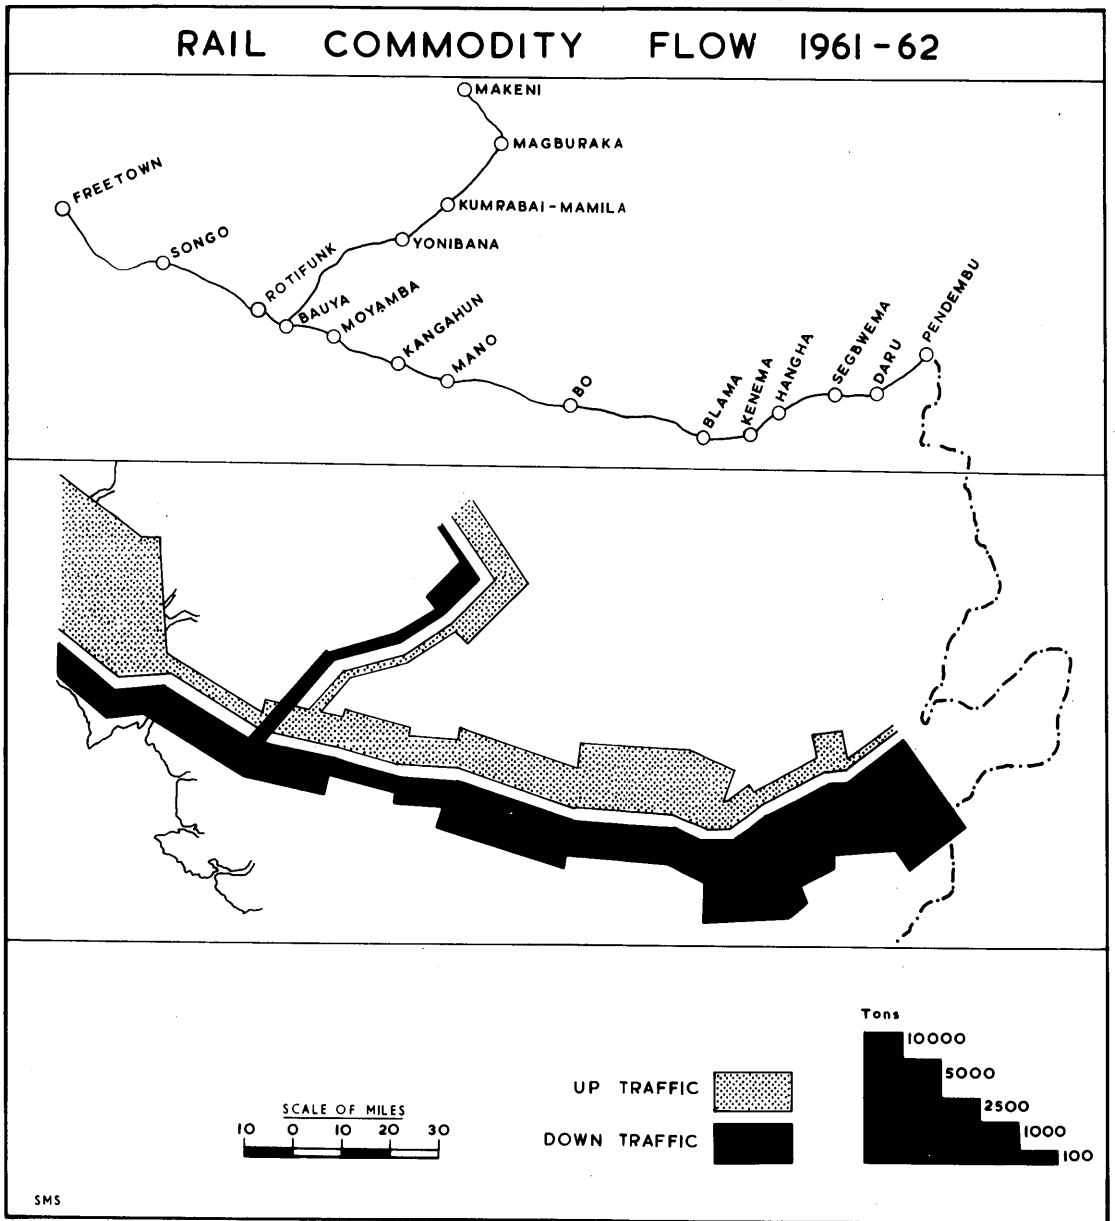 RAIL COMMODITY FLOW 1961-62
MAKENI
MAGBURAKA
FREETOWN
KUMRABAI-MAMILA
SONGO
YONIBANA
ROTIFUNK
BAUYA
MOYAMBA
KANGAHUN
MANO
BO
BLAMA
KENEMA
HANGHA
SEGBWEMA
DARU
PENDEMBU
Tons
10000
5000
2500
1000
100
UP TRAFFIC
DOWN TRAFFIC
SCALE OF MILES
10 0 10 20 30
SMS